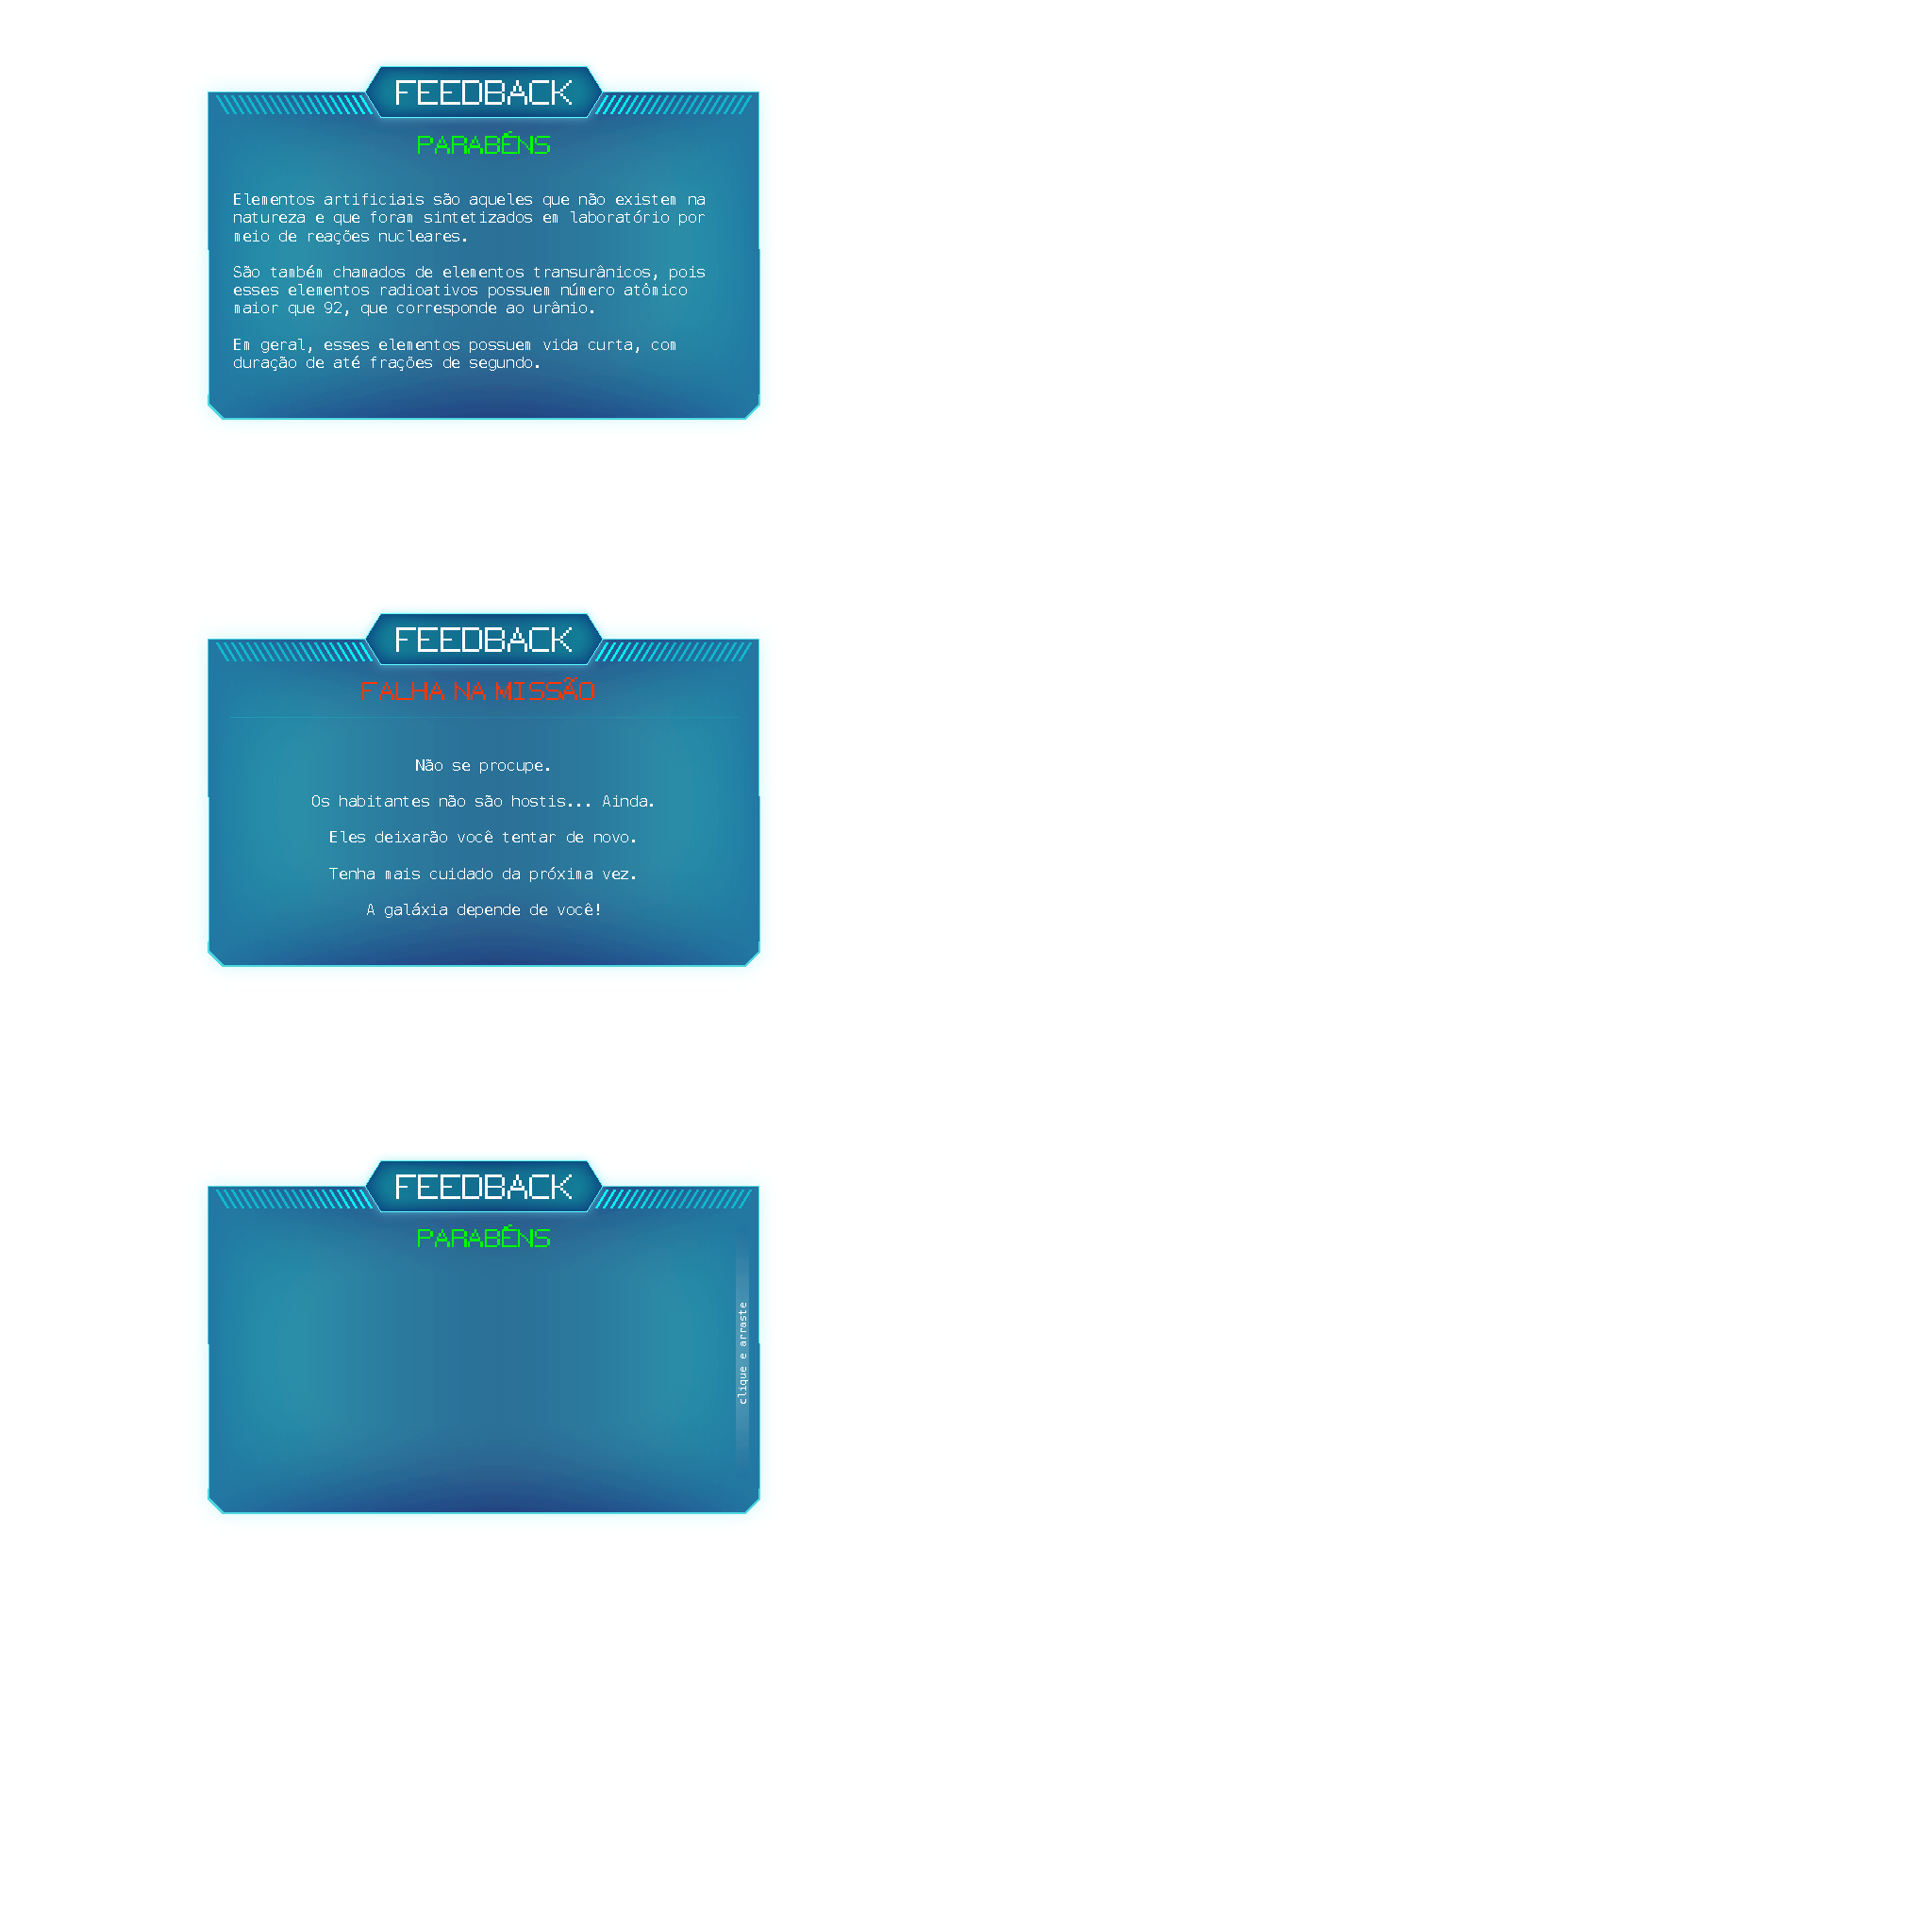 FEEDBACK
PARABÉNS
Elementos artificiais são aqueles que não existem na
natureza e que foram sintetizados em laboratório por
meio de reações nucleares.
São também chamados de elementos transurânicos, pois
esses elementos radioativos possuem número atômico
maior que 92, que corresponde ao urânio.
Em geral, esses elementos possuem vida curta, com
duração de até frações de segundo.
FEEDBACK
FALHA NA MISSÃO
Não se procupe.
Os habitantes não são hostis... Ainda.
Eles deixarão você tentar de novo.
Tenha mais cuidado da próxima vez.
A galáxia depende de você!
FEEDBACK
PARABÉNS
clique e arraste